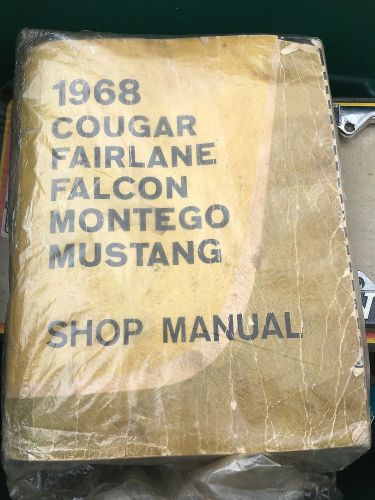 1968
COUGAR
FAIRLANE
FALCON
MONTEGO
MUSTANG
SHOP MANUAL